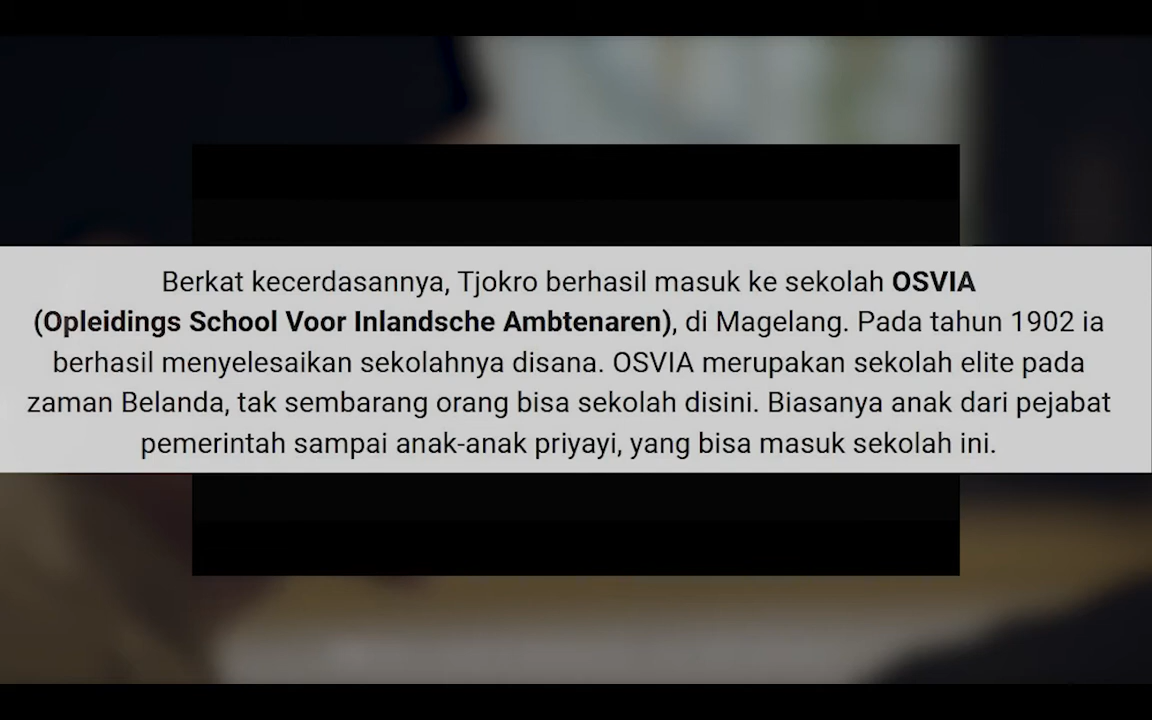 Berkat kecerdasannya, Tjokro berhasil masuk ke sekolah OSVIA
(Opleidings School Voor Inlandsche Ambtenaren), di Magelang. Pada tahun 1902 ia
berhasil menyelesaikan sekolahnya disana. OSVIA merupakan sekolah elite pada
zaman Belanda, tak sembarang orang bisa sekolah disini. Biasanya anak dari pejabat
pemerintah sampai anak-anak priyayi, yang bisa masuk sekolah ini.